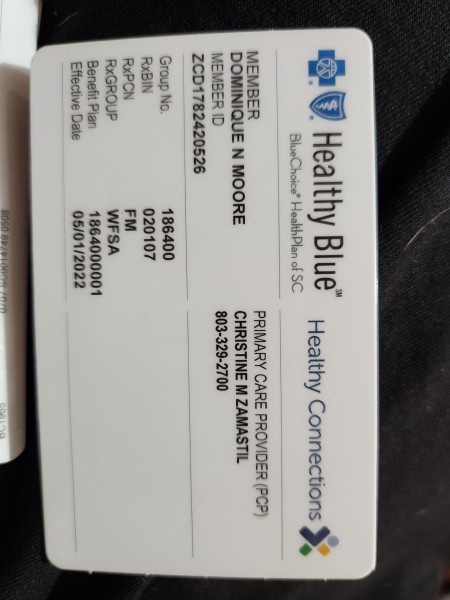 Healthy Blue℠
BlueChoice® HealthPlan of SC
Healthy Connections
MEMBER
DOMINIQUE N MOORE
MEMBER ID
ZCD1782420526
PRIMARY CARE PROVIDER (PCP)
CHRISTINE M ZAMASTIL
803-329-2700
Group No. 186400
RxBIN 020107
RxPCN FM
RxGROUP WFSA
Benefit Plan 1864000001
Effective Date 05/01/2022